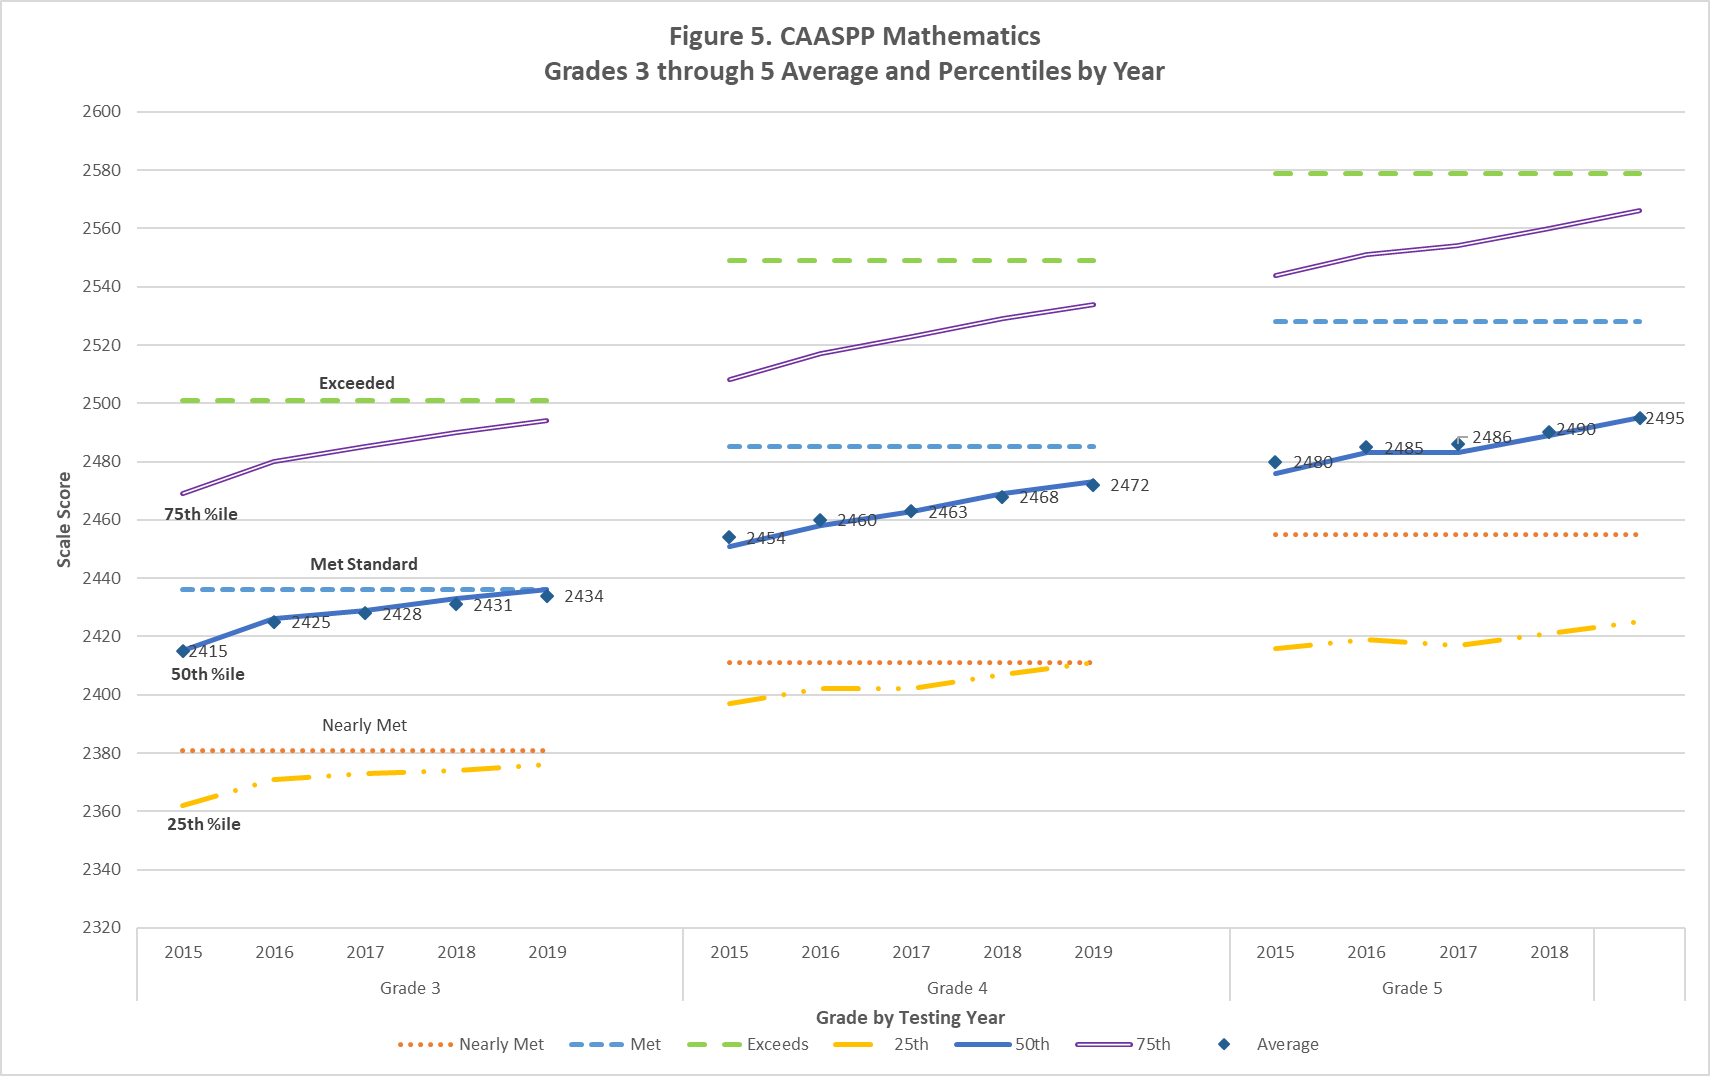 Figure 5. CAASPP Mathematics
Grades 3 through 5 Average and Percentiles by Year
Scale Score
2600
2580
2560
2540
2520
2500
2480
2460
2440
2420
2400
2380
2360
2340
2320
Exceeded
75th %ile
Met Standard
50th %ile
Nearly Met
25th %ile
2415
2425
2428
2431
2434
2454
2460
2463
2468
2472
2480
2485
2486
2490
2495
2015 2016 2017 2018 2019 2015 2016 2017 2018 2019 2015 2016 2017 2018
Grade 3 Grade 4 Grade 5
Grade by Testing Year
Nearly Met Met Exceeds 25th 50th 75th Average